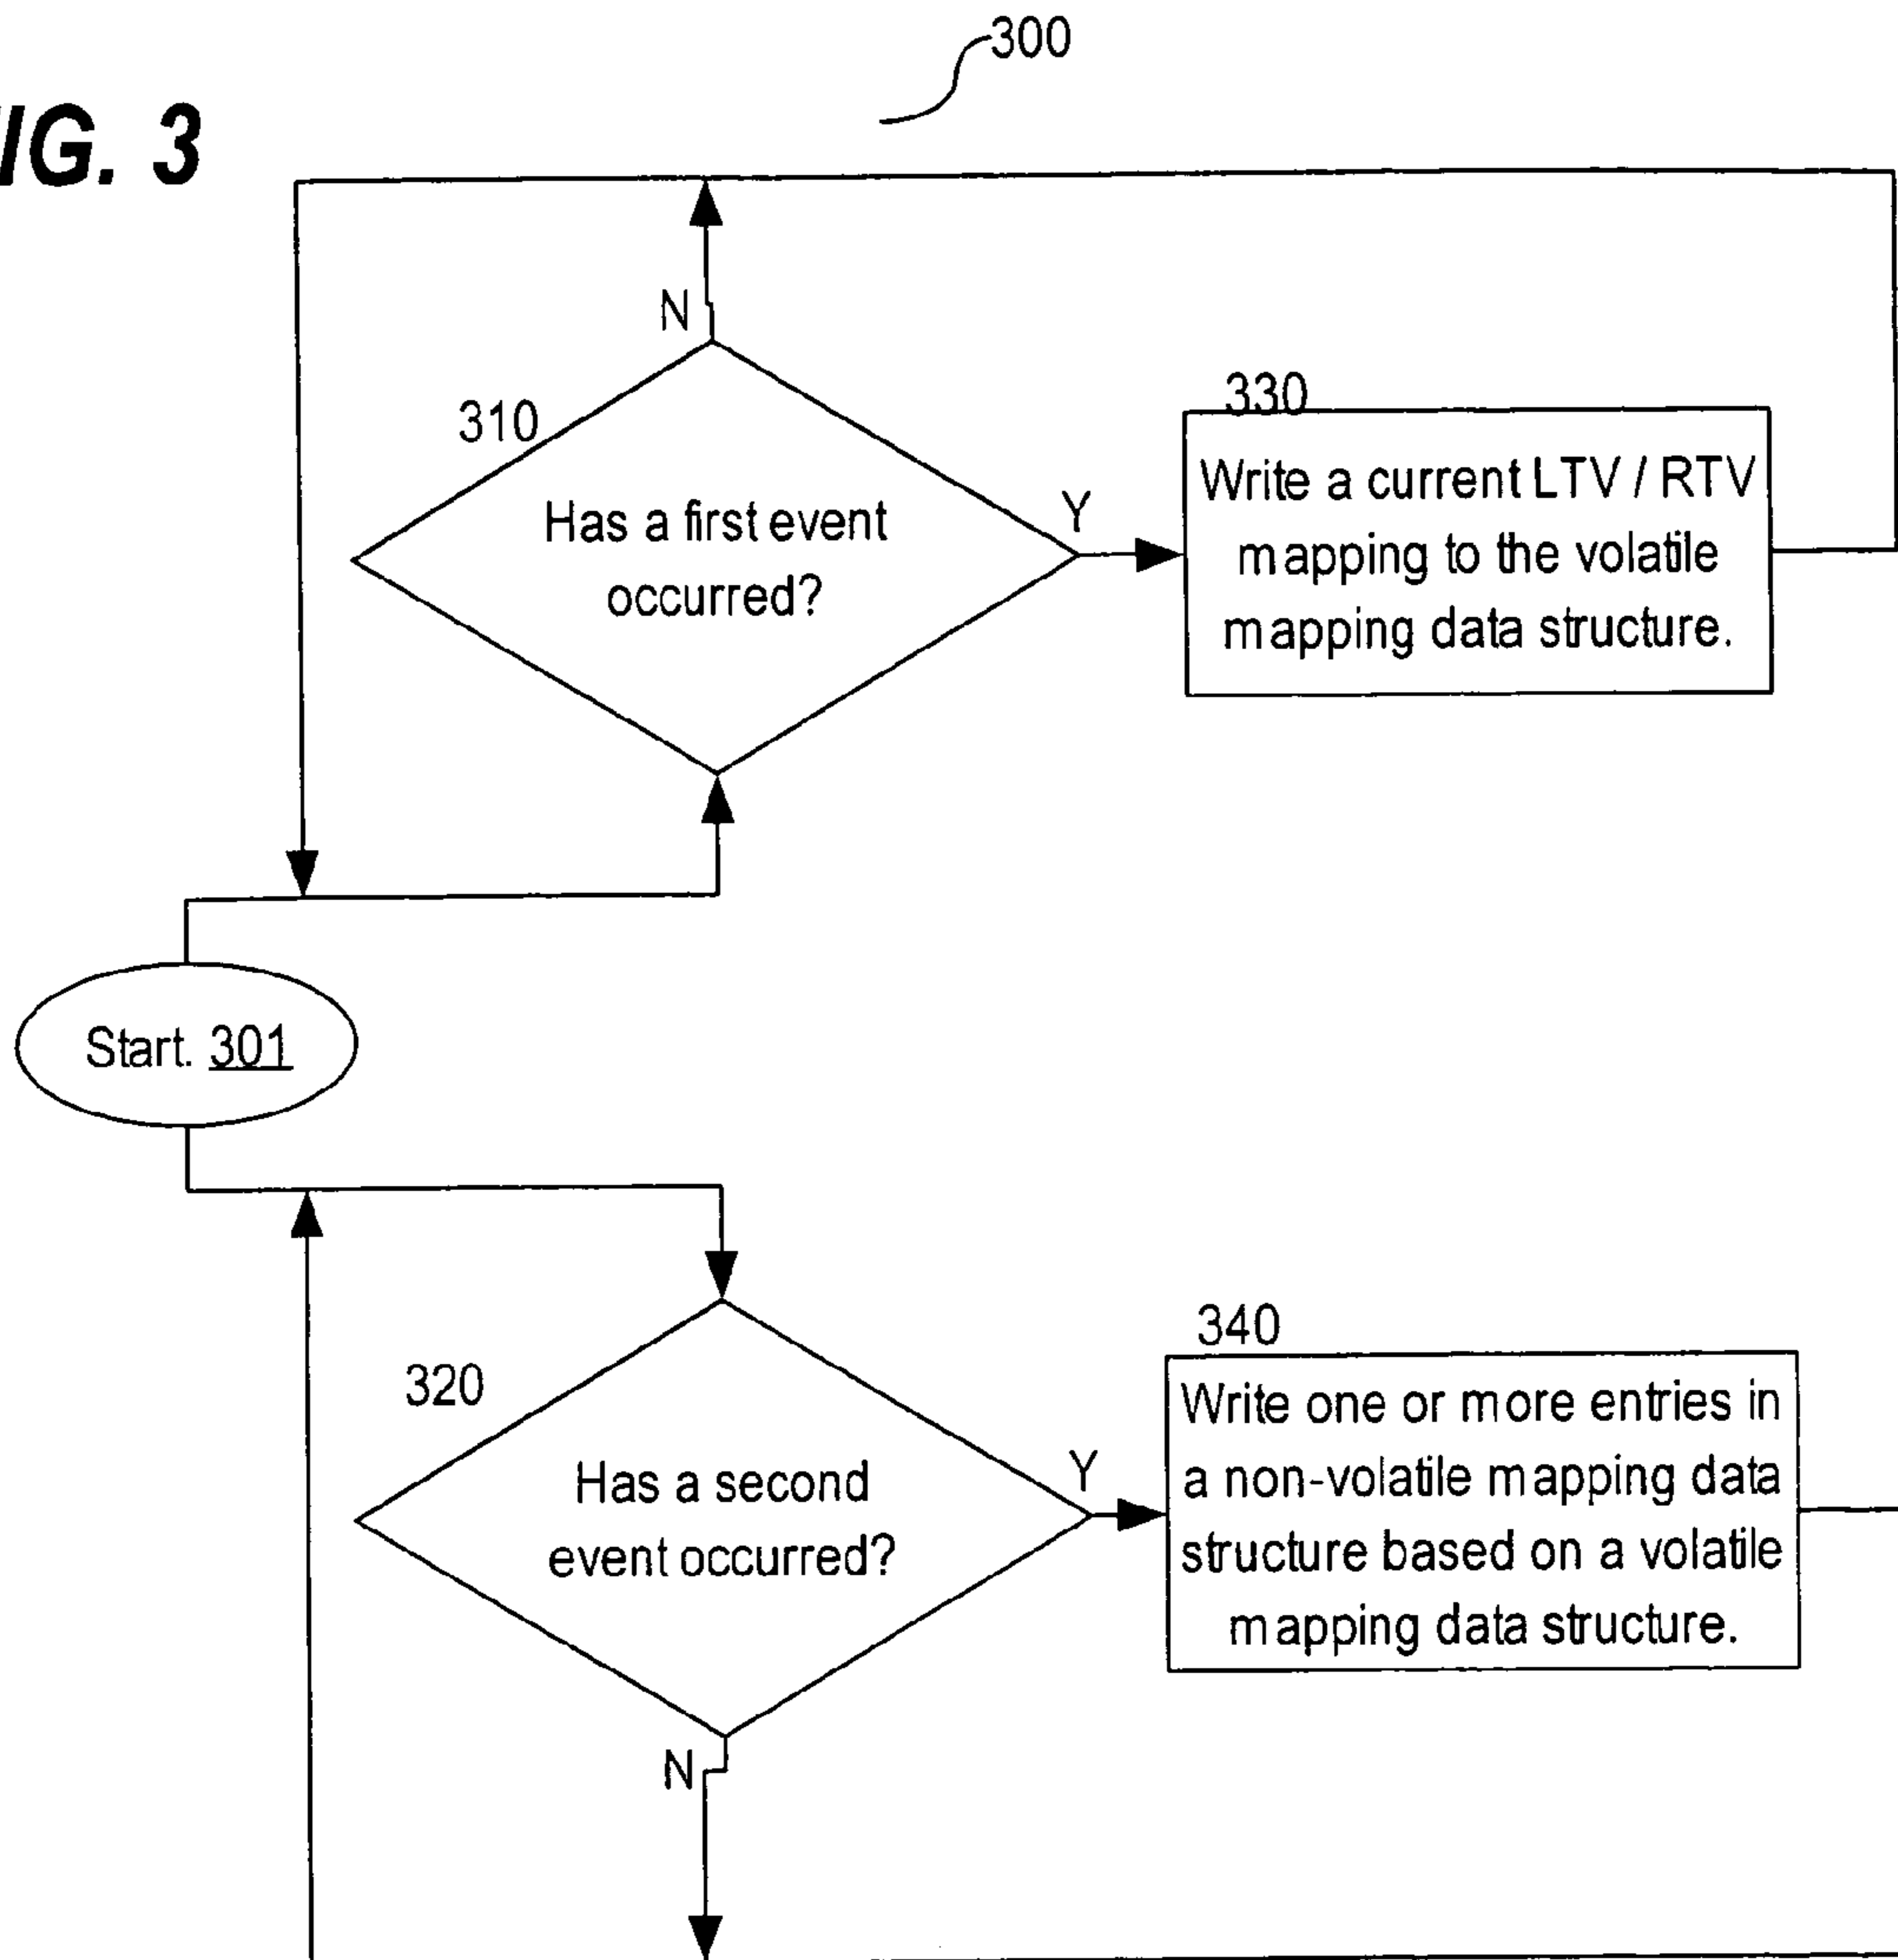 300
IG. 3
N
310
330
Has a first event
occurred?
Y
Write a current LTV / RTV
mapping to the volatile
mapping data structure.
Start. 301
320
340
Has a second
event occurred?
Y
Write one or more entries in
a non-volatile mapping data
structure based on a volatile
mapping data structure.
N